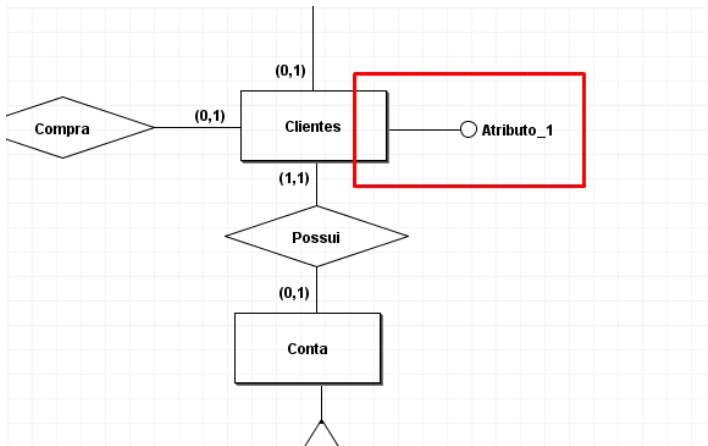 (0,1)
(0,1)
Compra
Clientes
Atributo_1
(1,1)
Possui
(0,1)
Conta